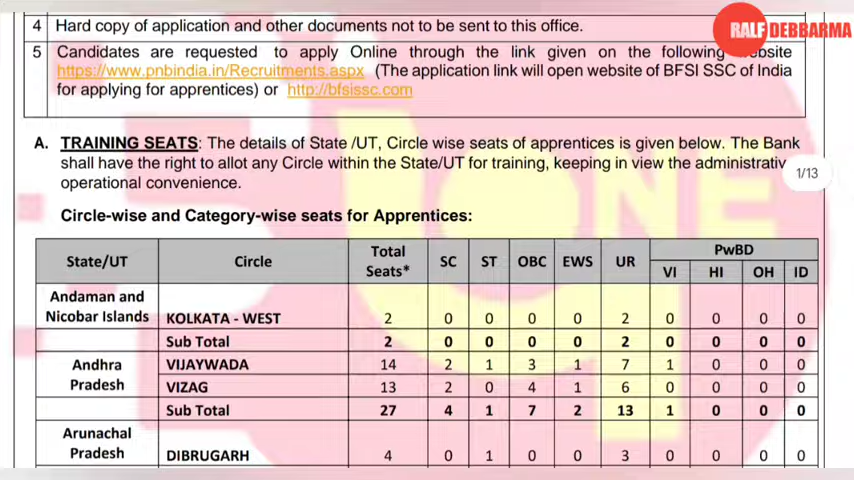 RALF DEBBARMA
4 Hard copy of application and other documents not to be sent to this office.
5 Candidates are requested to apply Online through the link given on the following website
https://www.pnbindia.in/Recruitments.aspx (The application link will open website of BFSI SSC of India
for applying for apprentices) or http://bfsissc.com
A. TRAINING SEATS: The details of State /UT, Circle wise seats of apprentices is given below. The Bank
shall have the right to allot any Circle within the State/UT for training, keeping in view the administrativ
1/13
operational convenience.
Circle-wise and Category-wise seats for Apprentices:
State/UT Circle Total Seats* SC ST OBC EWS UR PwBD
VI HI OH ID
Andaman and
Nicobar Islands KOLKATA - WEST 2 0 0 0 0 2 0 0 0 0
Sub Total 2 0 0 0 0 2 0 0 0 0
Andhra Pradesh VIJAYWADA 14 2 1 3 1 7 1 0 0 0
VIZAG 13 2 0 4 1 6 0 0 0 0
Sub Total 27 4 1 7 2 13 1 0 0 0
Arunachal
Pradesh DIBRUGARH 4 0 1 0 0 3 0 0 0 0